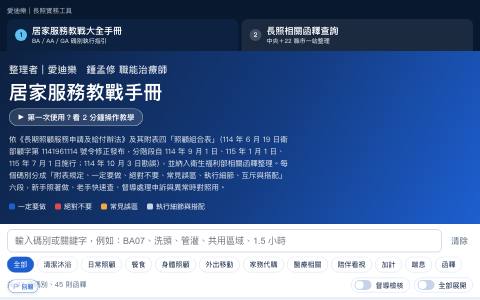 愛迪樂｜長照實務工具
1 居家服務教戰大全手冊
BA / AA / GA 碼別執行指引
2 長照相關函釋查詢
中央＋22 縣市一站整理
整理者｜愛迪樂 鍾孟修 職能治療師
居家服務教戰手冊
▶ 第一次使用？看 2 分鐘操作教學
依《長期照顧服務申請及給付辦法》及其附表四「照顧組合表」（114 年 6 月 19 日衛
部顧字第 1141961114 號令修正發布，分階段自 114 年 9 月 1 日、115 年 1 月 1 日、
115 年 7 月 1 日施行；114 年 10 月 3 日勘誤），並納入衛生福利部相關函釋整理。每
個碼別分成「附表規定、一定要做、絕對不要、常見誤區、執行細節、互斥與搭配」
六段，新手照著做、老手快速查、督導處理申訴與異常時對照用。
一定要做 絕對不要 常見誤區 執行細節與搭配
輸入碼別或關鍵字，例如：BA07、洗頭、管灌、共用區域、1.5 小時
清除
全部 清潔沐浴 日常照顧 餐食 身體照顧 外出移動 家務代購 醫療相關 陪伴看視 加計 喘息 函釋
碼別、45 則函釋
回顧
督導檢核 全部展開